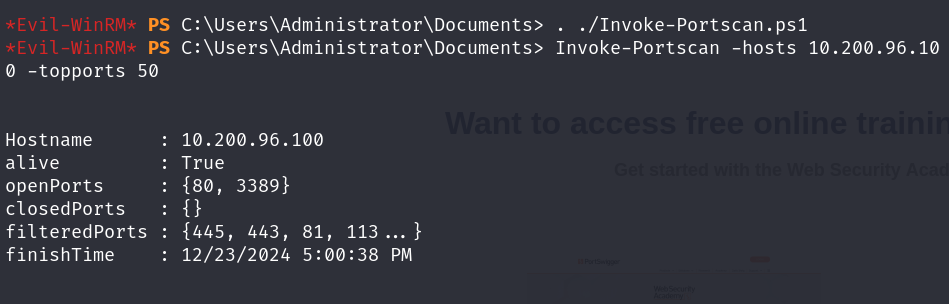 *Evil-WinRM* PS C:\Users\Administrator\Documents> . ./Invoke-Portscan.ps1
*Evil-WinRM* PS C:\Users\Administrator\Documents> Invoke-Portscan -hosts 10.200.96.10
0 -topports 50
Hostname : 10.200.96.100
alive : True
openPorts : {80, 3389}
closedPorts : {}
filteredPorts : {445, 443, 81, 113...}
finishTime : 12/23/2024 5:00:38 PM
Want to access free online
Get started with the Web Security